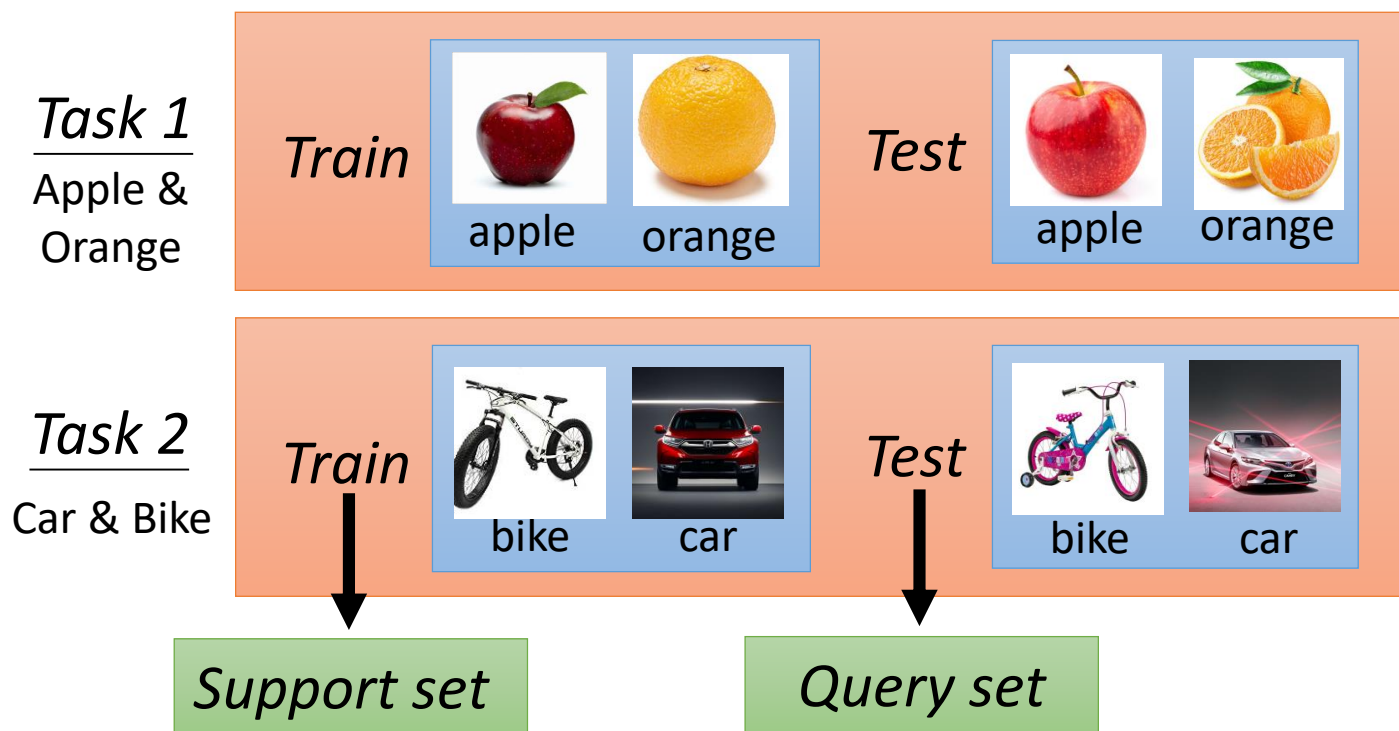 Task 1
Apple &
Orange
Train
apple
orange
Test
apple
orange
Task 2
Car & Bike
Train
bike
car
Test
bike
car
Support set
Query set